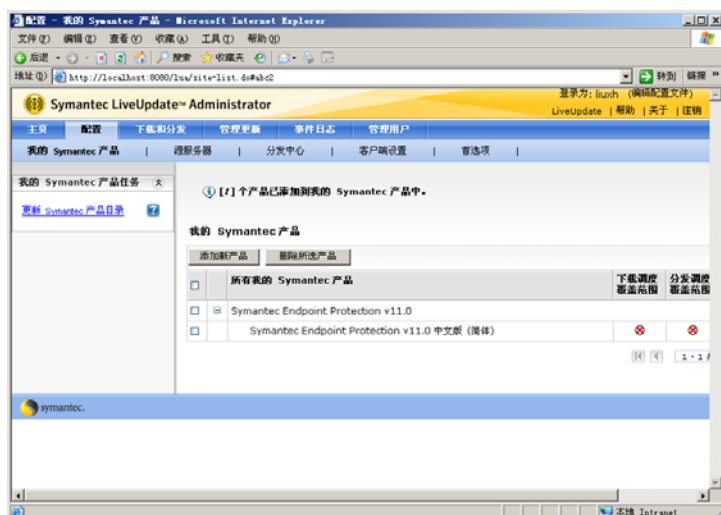 配置 - 我的 Symantec 产品 - Microsoft Internet Explorer
文件(F) 编辑(E) 查看(V) 收藏(A) 工具(T) 帮助(H)
后退 搜索 收藏夹
地址(D) http://localhost:8080/lua/site-list.do#abc2 转到 链接 »
登录为: liuxh (编辑配置文件)
Symantec LiveUpdate™ Administrator
LiveUpdate | 帮助 | 关于 | 注销
主页 配置 下载和分发 管理更新 事件日志 管理用户
我的 Symantec 产品 | 源服务器 | 分发中心 | 客户端设置 | 首选项 |
我的 Symantec 产品任务
更新 Symantec 产品目录 ?
[1] 个产品已添加到我的 Symantec 产品中。
我的 Symantec 产品
添加新产品 删除所选产品
所有我的 Symantec 产品 下载调度覆盖范围 分发调度覆盖范围
Symantec Endpoint Protection v11.0
Symantec Endpoint Protection v11.0 中文版 (简体)
1 - 1
symantec.
本地 Intranet